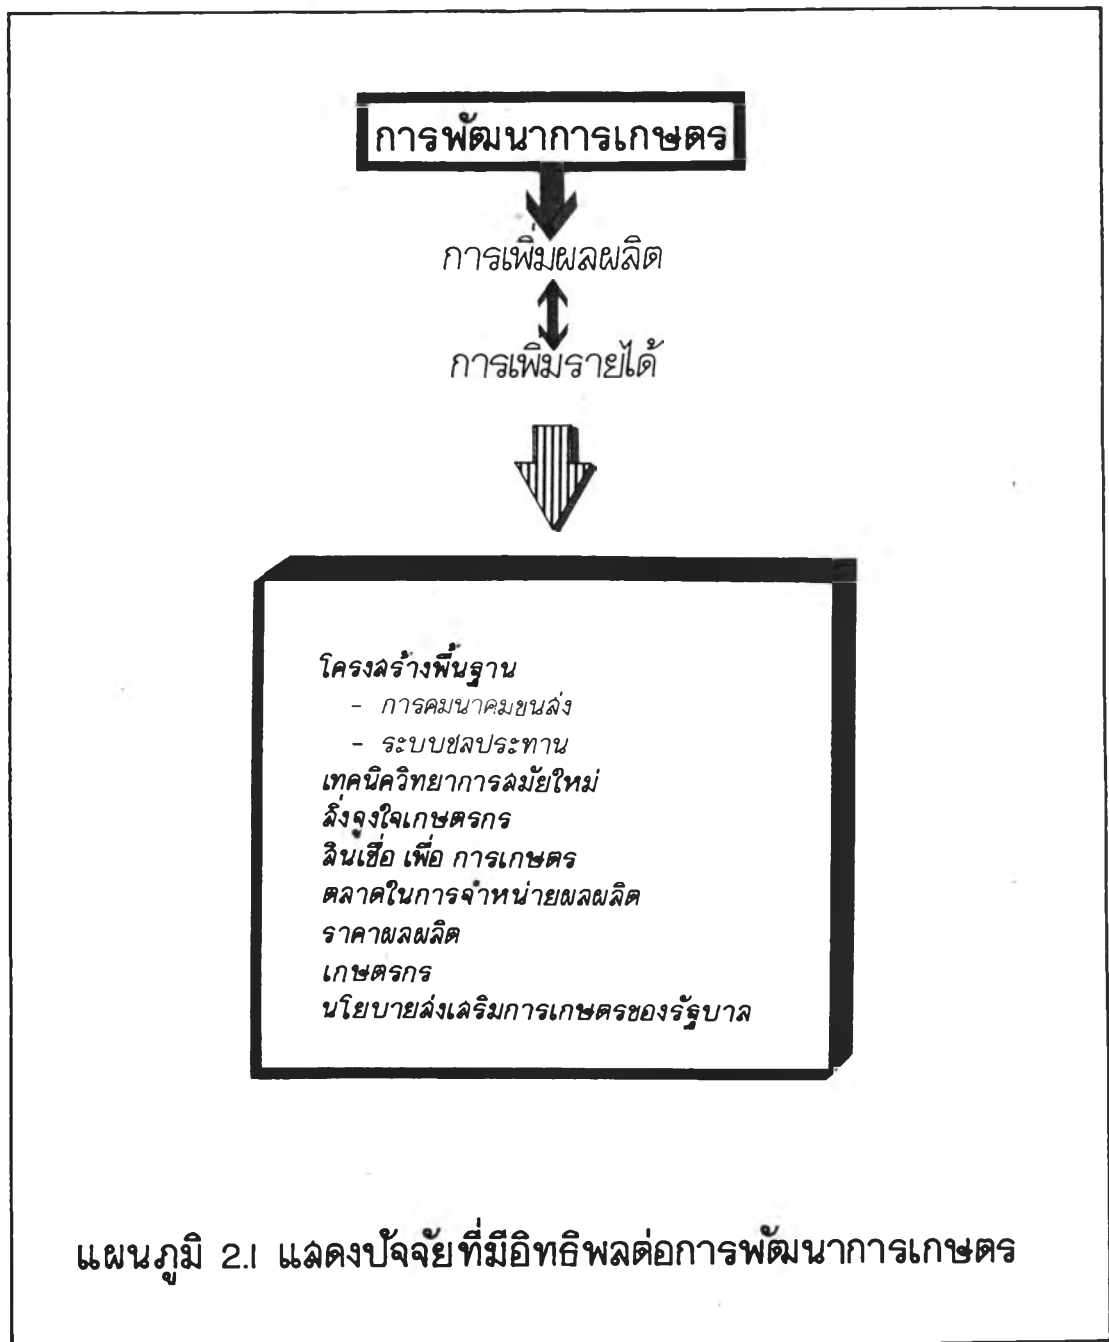 การพัฒนาการเกษตร
การเพิ่มผลผลิต
การเพิ่มรายได้
โครงสร้างพื้นฐาน
- การคมนาคมขนส่ง
- ระบบชลประทาน
เทคนิควิทยาการสมัยใหม่
สิ่งจูงใจเกษตรกร
สินเชื่อ เพื่อ การเกษตร
ตลาดในการจำหน่ายผลผลิต
ราคาผลผลิต
เกษตรกร
นโยบายส่งเสริมการเกษตรของรัฐบาล
แผนภูมิ 2.1 แสดงปัจจัยที่มีอิทธิพลต่อการพัฒนาการเกษตร